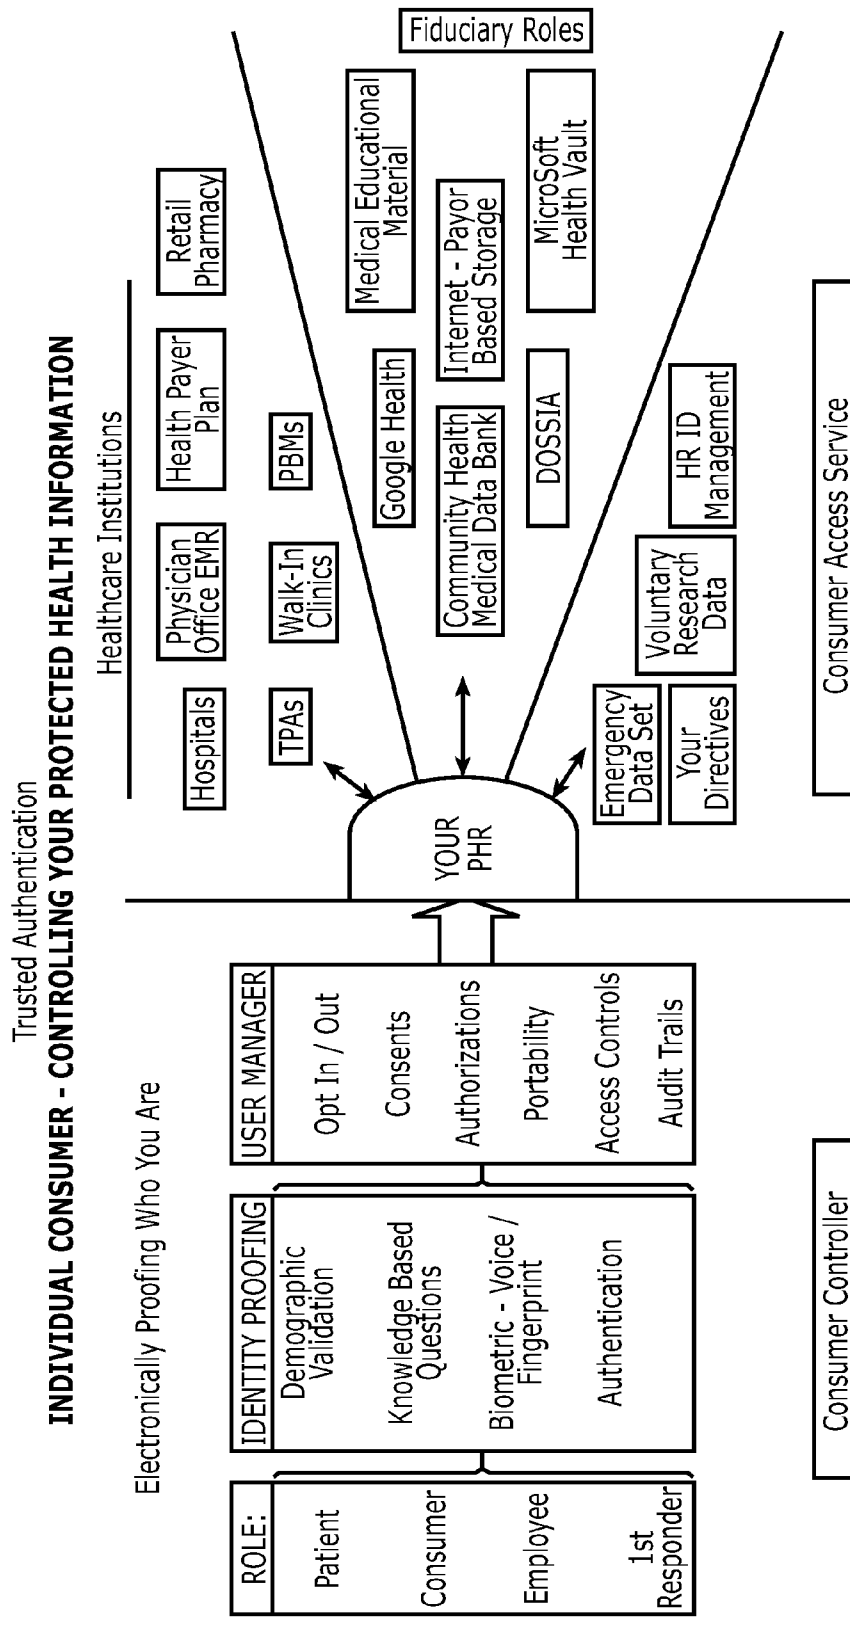 Trusted Authentication
INDIVIDUAL CONSUMER - CONTROLLING YOUR PROTECTED HEALTH INFORMATION
Electronically Proofing Who You Are
ROLE:
Patient
Consumer
Employee
1st
Responder
IDENTITY PROOFING
Demographic
Validation
Knowledge Based
Questions
Biometric - Voice /
Fingerprint
Authentication
USER MANAGER
Opt In / Out
Consents
Authorizations
Portability
Access Controls
Audit Trails
YOUR
PHR
Healthcare Institutions
Hospitals
Physician
Office EMR
Health Payer
Plan
Retail
Pharmacy
TPAs
Walk-In
Clinics
PBMs
Fiduciary Roles
Google Health
Medical Educational
Material
Community Health
Medical Data Bank
Internet - Payor
Based Storage
DOSSIA
MicroSoft
Health Vault
Emergency
Data Set
Your
Directives
Voluntary
Research
Data
HR ID
Management
Consumer Controller
Consumer Access Service